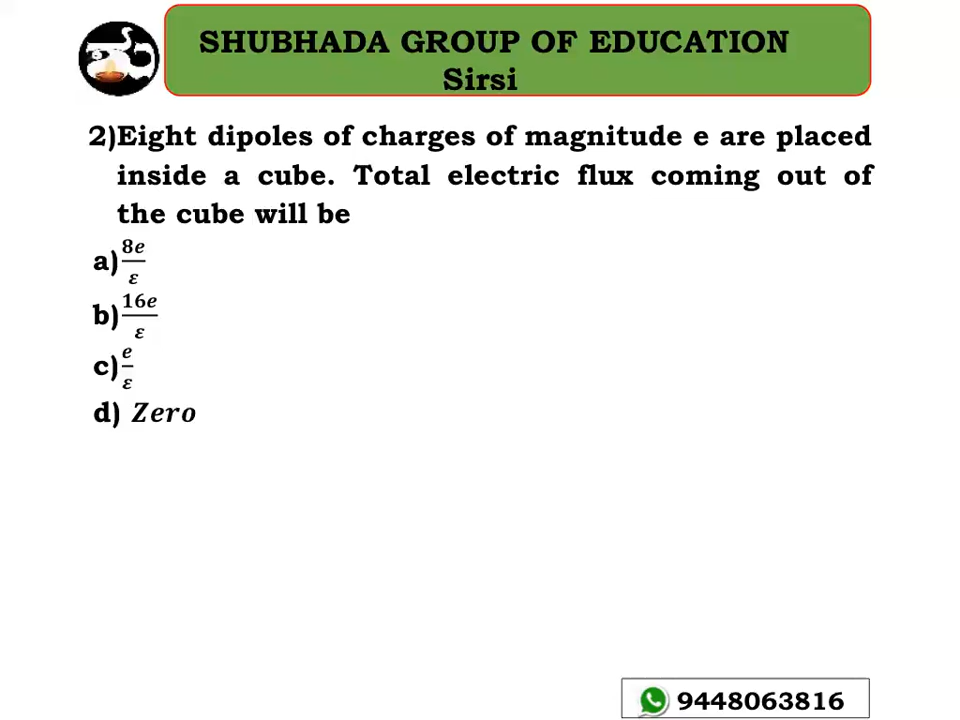 SHUBHADA GROUP OF EDUCATION
Sirsi
2)Eight dipoles of charges of magnitude e are placed
inside a cube. Total electric flux coming out of
the cube will be
a) 8e/ε
b) 16e/ε
c) e/ε
d) Zero
9448063816